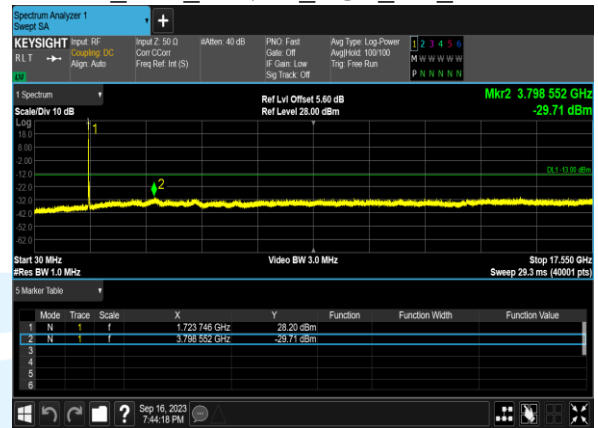 Spectrum Analyzer 1
Swept SA
KEYSIGHT Input: RF Input Z: 50 Ω #Atten: 40 dB PNO: Fast Avg Type: Log-Power 1 2 3 4 5 6
R L T Coupling: DC Corr CCorr Gate: Off Avg|Hold: 100/100 M W W W W W
Align: Auto Freq Ref: Int (S) IF Gain: Low Trig: Free Run
Sig Track: Off P N N N N N
1 Spectrum Ref Lvl Offset 5.60 dB Mkr2 3.798 552 GHz
Scale/Div 10 dB Ref Level 28.00 dBm -29.71 dBm
Log
18.0
8.00
-2.00
-12.0
-22.0
-32.0
-42.0
-52.0
-62.0
1
2
DL1 -13.00 dBm
Start 30 MHz Video BW 3.0 MHz Stop 17.550 GHz
#Res BW 1.0 MHz Sweep 29.3 ms (40001 pts)
5 Marker Table
Mode Trace Scale X Y Function Function Width Function Value
1 N 1 f 1.723 746 GHz 28.20 dBm
2 N 1 f 3.798 552 GHz -29.71 dBm
3
4
5
6
Sep 16, 2023
7:44:18 PM